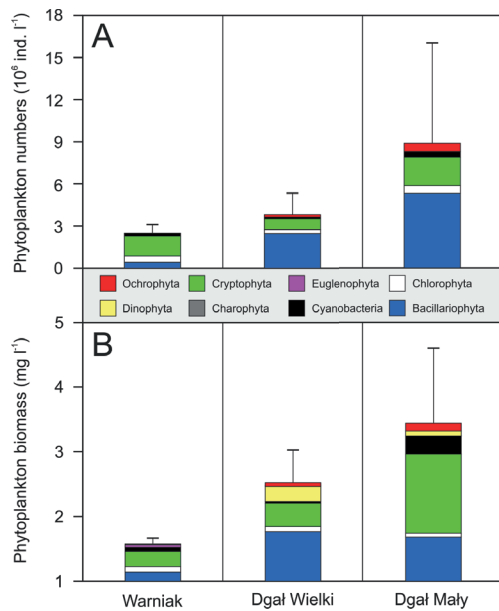 A
Phytoplankton numbers (10⁶ ind. l⁻¹)
18
15
12
9
6
3
0
Ochrophyta Cryptophyta Euglenophyta Chlorophyta
Dinophyta Charophyta Cyanobacteria Bacillariophyta
B
Phytoplankton biomass (mg l⁻¹)
5
4
3
2
1
Warniak Dgał Wielki Dgał Mały